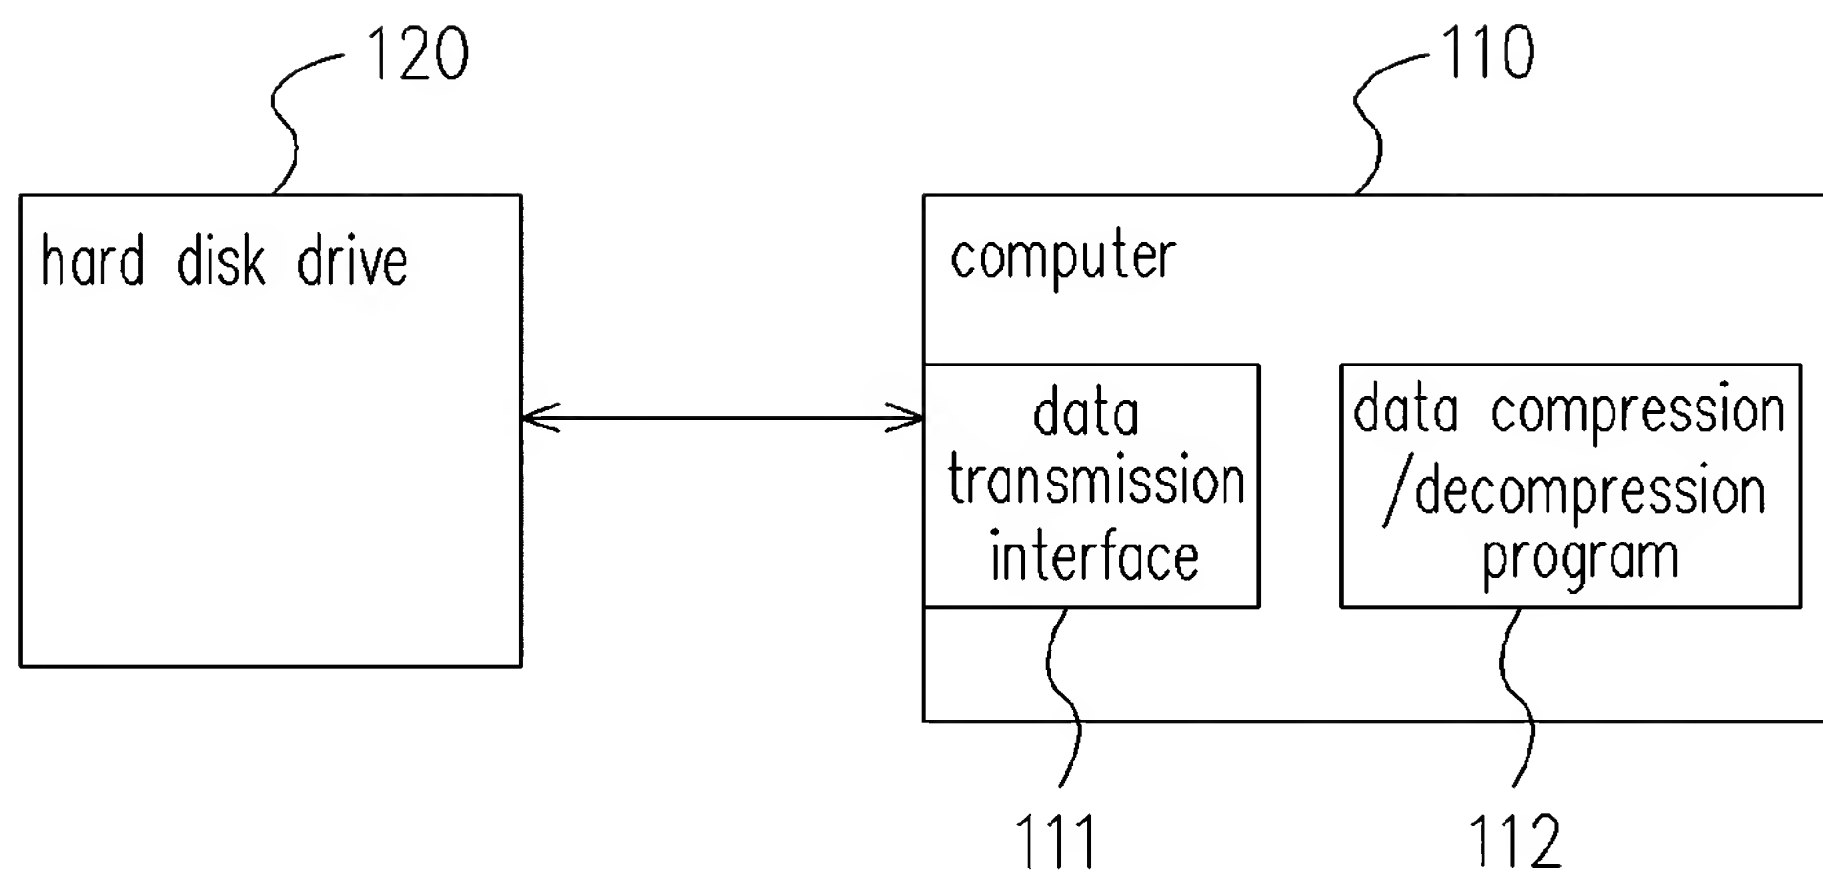 120
110
hard disk drive
computer
data
transmission
interface
data compression
/decompression
program
111
112